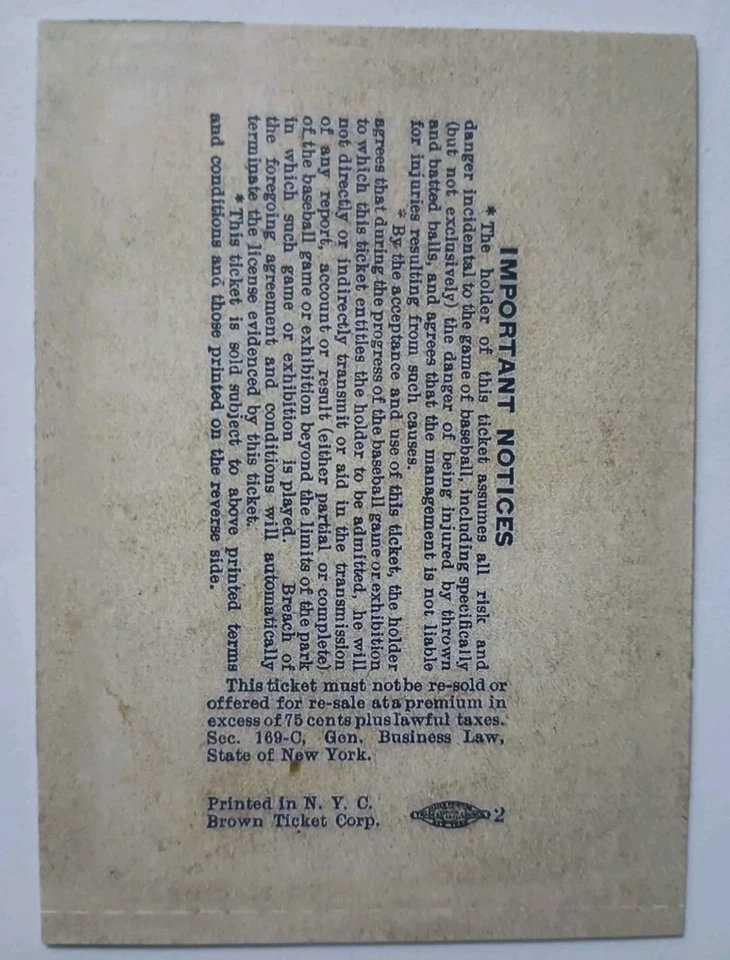 IMPORTANT NOTICES
* The holder of this ticket assumes all risk and
danger incidental to the game of baseball, including specifically
(but not exclusively) the danger of being injured by thrown
and batted balls, and agrees that the management is not liable
for injuries resulting from such causes.
* By the acceptance and use of this ticket, the holder
agrees that during the progress of the baseball game or exhibition
to which this ticket entitles the holder to be admitted, he will
not directly or indirectly transmit or aid in the transmission
of any report, account or result (either partial or complete)
of the baseball game or exhibition beyond the limits of the park
in which such game or exhibition is played. Breach of
the foregoing agreement and conditions will automatically
terminate the license evidenced by this ticket.
* This ticket is sold subject to above printed terms
and conditions and those printed on the reverse side.
This ticket must not be re-sold or
offered for re-sale at a premium in
excess of 75 cents plus lawful taxes.
Sec. 169-C, Gen. Business Law,
State of New York.
Printed in N. Y. C.
Brown Ticket Corp.
2